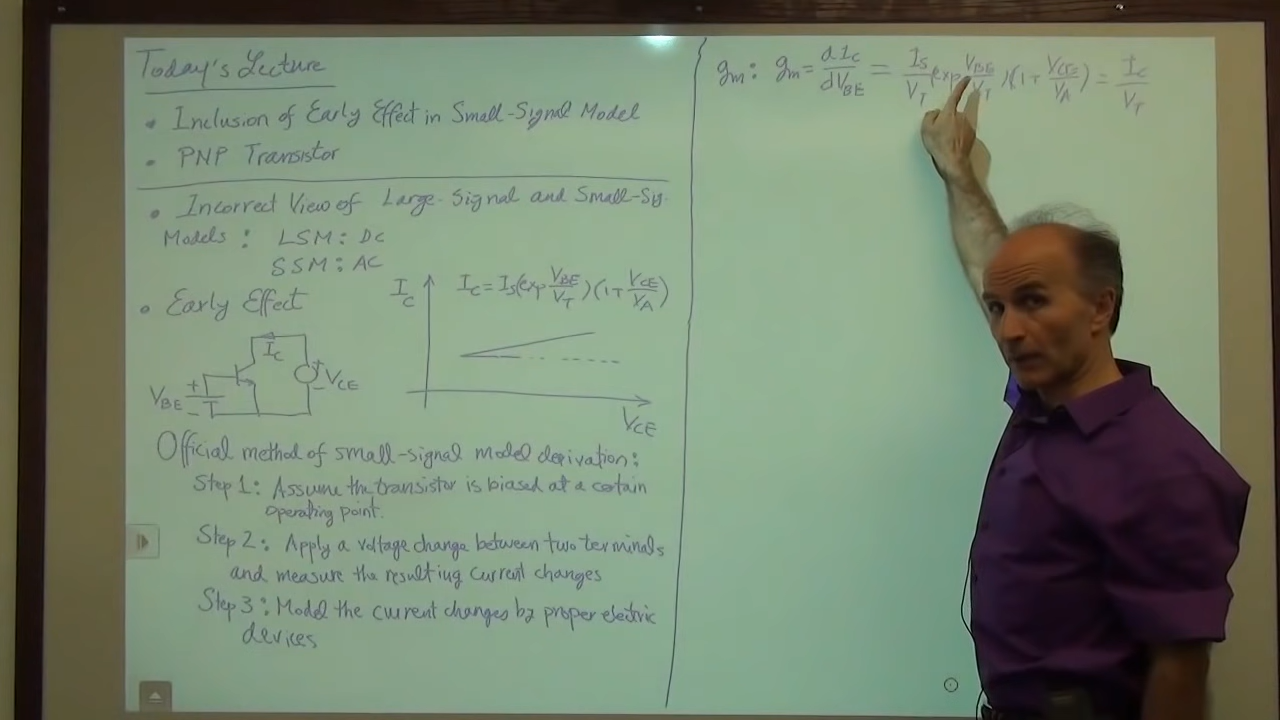 Today's Lecture
• Inclusion of Early Effect in Small-Signal Model
• PNP Transistor
• Incorrect View of Large-Signal and Small-Sig.
Models: LSM: DC
SSM: AC
• Early Effect
I_C
I_C = I_S(exp V_BE/V_T)(1+ V_CE/V_A)
I_C
V_BE + -
+ - V_CE
V_CE
Official method of small-signal model derivation:
Step 1: Assume the transistor is biased at a certain
operating point.
Step 2: Apply a voltage change between two terminals
and measure the resulting current changes
Step 3: Model the current changes by proper electric
devices
g_m: g_m = dI_C/dV_BE = I_S/V_T (exp V_BE/V_T)(1+ V_CE/V_A) = I_C/V_T